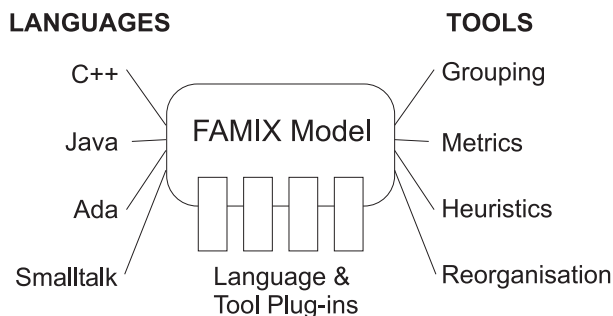 LANGUAGES
TOOLS
C++
Java
Ada
Smalltalk
FAMIX Model
Language &
Tool Plug-ins
Grouping
Metrics
Heuristics
Reorganisation